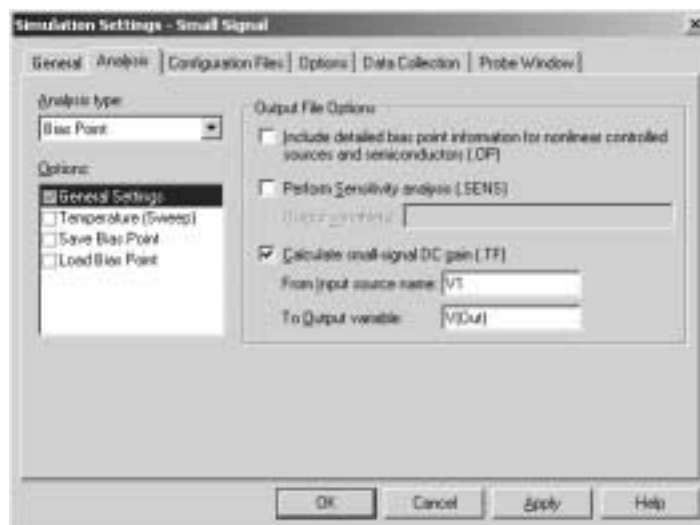 Simulation Settings - Small Signal
General Analysis Configuration Files Options Data Collection Probe Window
Analysis type:
Bias Point
Options:
General Settings
Temperature (Sweep)
Save Bias Point
Load Bias Point
Output File Options
Include detailed bias point information for nonlinear controlled
sources and semiconductors (.OP)
Perform Sensitivity analysis (.SENS)
Output variable(s):
Calculate small-signal DC gain (.TF)
From Input source name: V1
To Output variable: V(Out)
OK Cancel Apply Help